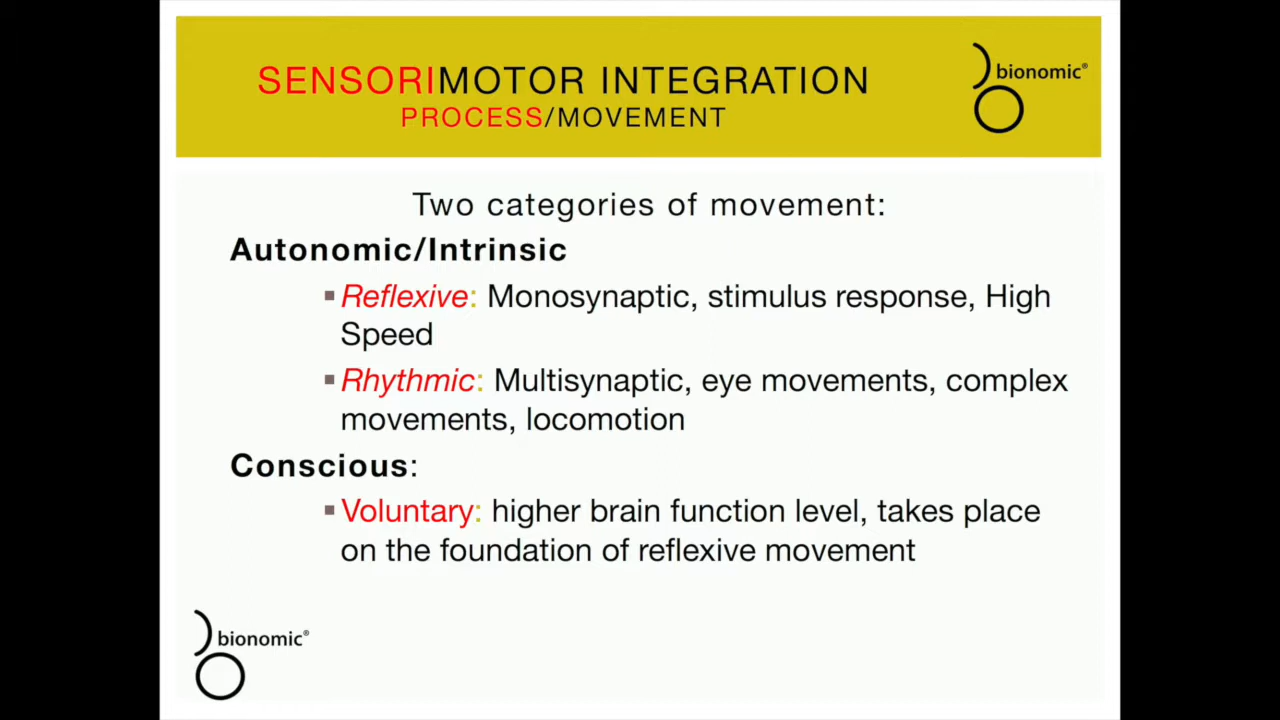 SENSORIMOTOR INTEGRATION
PROCESS/MOVEMENT
bionomic®
Two categories of movement:
Autonomic/Intrinsic
▪Reflexive: Monosynaptic, stimulus response, High
Speed
▪Rhythmic: Multisynaptic, eye movements, complex
movements, locomotion
Conscious:
▪Voluntary: higher brain function level, takes place
on the foundation of reflexive movement
bionomic®